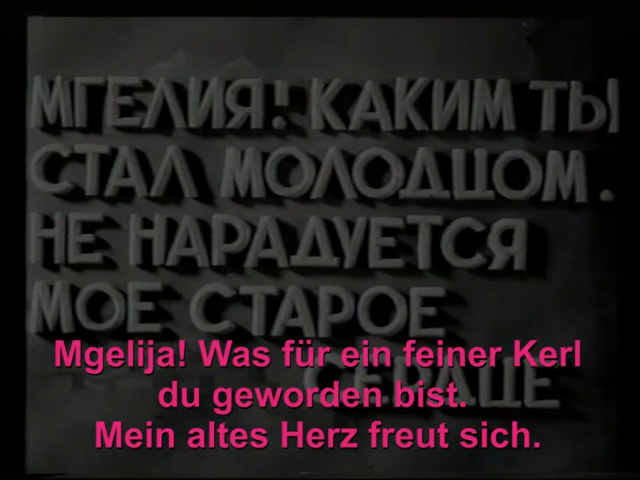 МГЕЛИЯ! КАКИМ ТЫ
СТАЛ МОЛОДЦОМ.
НЕ НАРАДУЕТСЯ
МОЕ СТАРОЕ
СЕРДЦЕ
Mgelija! Was für ein feiner Kerl
du geworden bist.
Mein altes Herz freut sich.